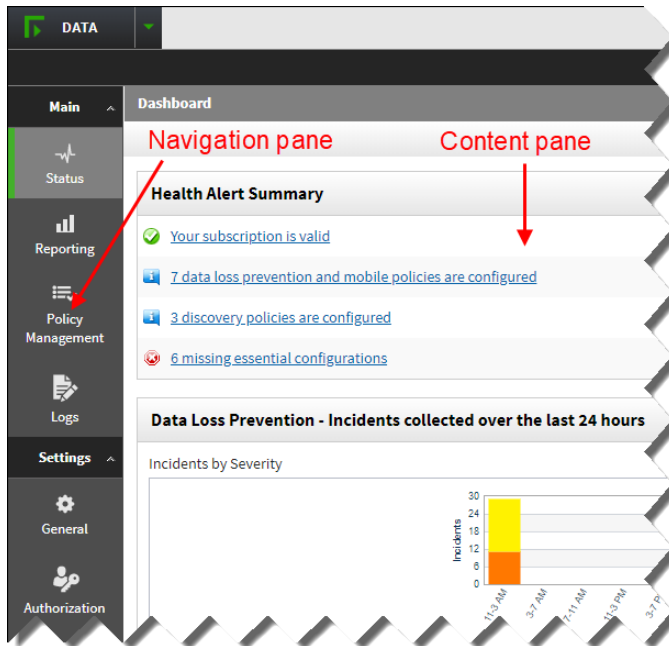 DATA
Main
Dashboard
Navigation pane
Content pane
Status
Health Alert Summary
Your subscription is valid
Reporting
7 data loss prevention and mobile policies are configured
Policy
Management
3 discovery policies are configured
6 missing essential configurations
Logs
Data Loss Prevention - Incidents collected over the last 24 hours
Settings
Incidents by Severity
General
Incidents
30
24
18
12
6
0
11-3 AM
3-7 AM
7-11 AM
11-3 PM
3-7 P
Authorization